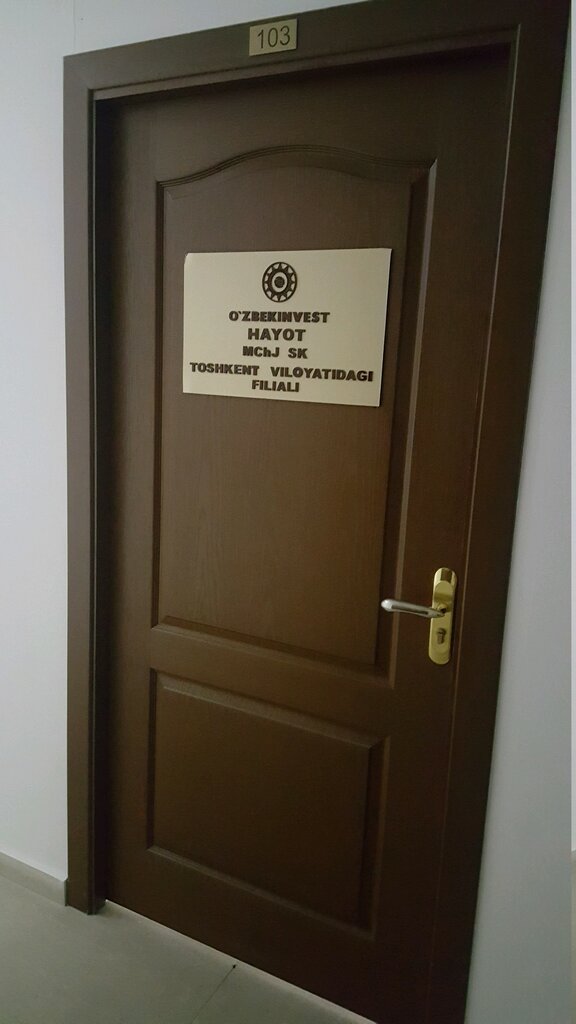 103
O'ZBEKINVEST
HAYOT
MChJ SK
TOSHKENT VILOYATIDAGI
FILIALI